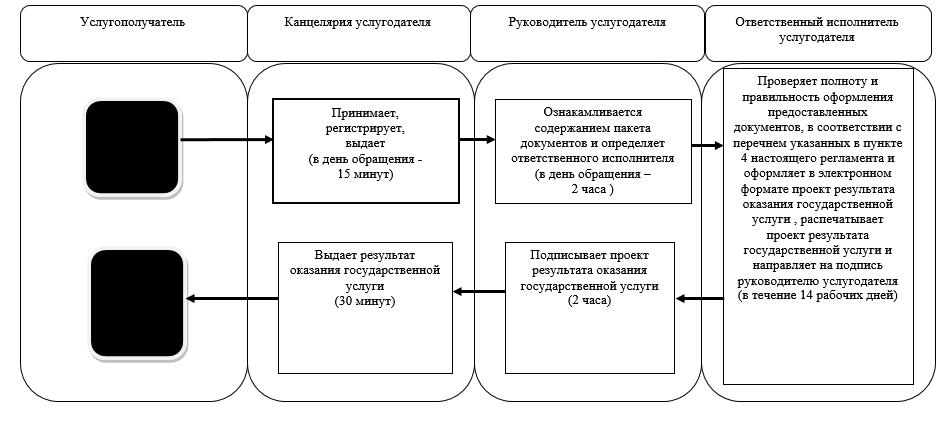 Услугополучатель
Канцелярия услугодателя
Руководитель услугодателя
Ответственный исполнитель
услугодателя
Принимает,
регистрирует,
выдает
(в день обращения -
15 минут)
Ознакамливается
содержанием пакета
документов и определяет
ответственного исполнителя
(в день обращения –
2 часа )
Проверяет полноту и
правильность оформления
предоставленных
документов, в соответствии с
перечнем указанных в пункте
4 настоящего регламента и
оформляет в электронном
формате проект результата
оказания государственной
услуги , распечатывает
проект результата
государственной услуги и
направляет на подпись
руководителю услугодателя
(в течение 14 рабочих дней)
Подписывает проект
результата оказания
государственной услуги
(2 часа)
Выдает результат
оказания государственной
услуги
(30 минут)